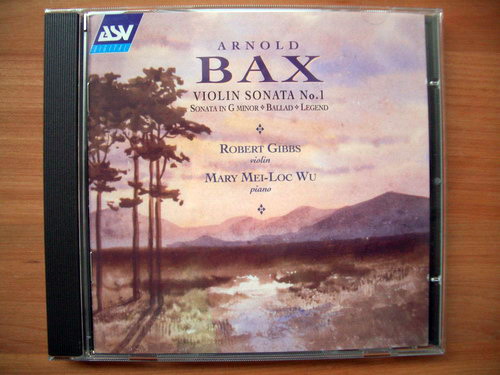 ASV
DIGITAL
ARNOLD
BAX
VIOLIN SONATA No.1
SONATA IN G MINOR ❖ BALLAD ❖ LEGEND
ROBERT GIBBS
violin
MARY MEI-LOC WU
piano